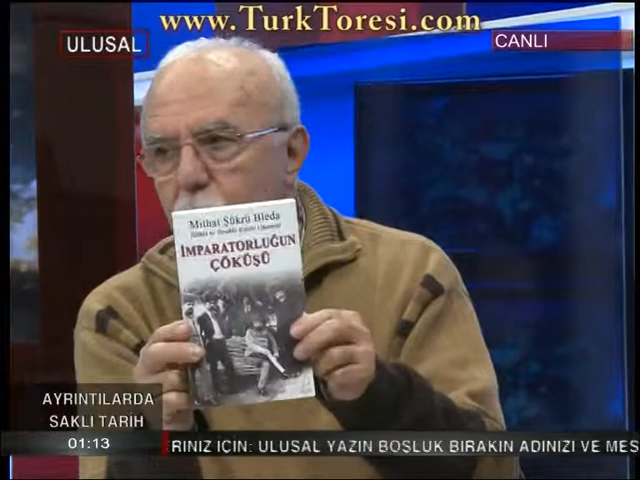 www.TurkToresi.com
ULUSAL
CANLI
Mithat Şükrü Bleda
İMPARATORLUĞUN
ÇÖKÜŞÜ
AYRINTILARDA
SAKLI TARİH
01:13
RINIZ İÇİN: ULUSAL YAZIN BOŞLUK BIRAKIN ADINIZI VE MES